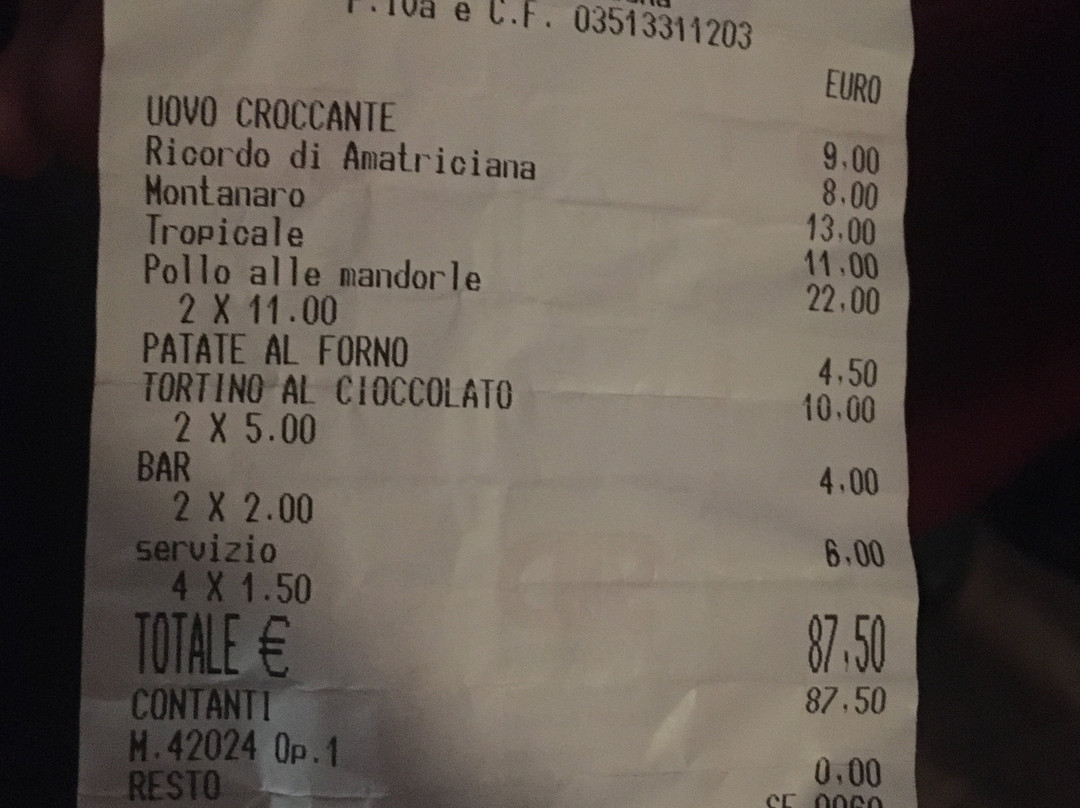 P.IVa e C.F. 03513311203
EURO
UOVO CROCCANTE 9,00
Ricordo di Amatriciana 8,00
Montanaro 13,00
Tropicale 11,00
Pollo alle mandorle 22,00
2 X 11.00
PATATE AL FORNO 4,50
TORTINO AL CIOCCOLATO 10,00
2 X 5.00
BAR 4,00
2 X 2.00
servizio 6,00
4 X 1.50
TOTALE € 87,50
CONTANTI 87,50
M.42024 Op.1
RESTO 0,00